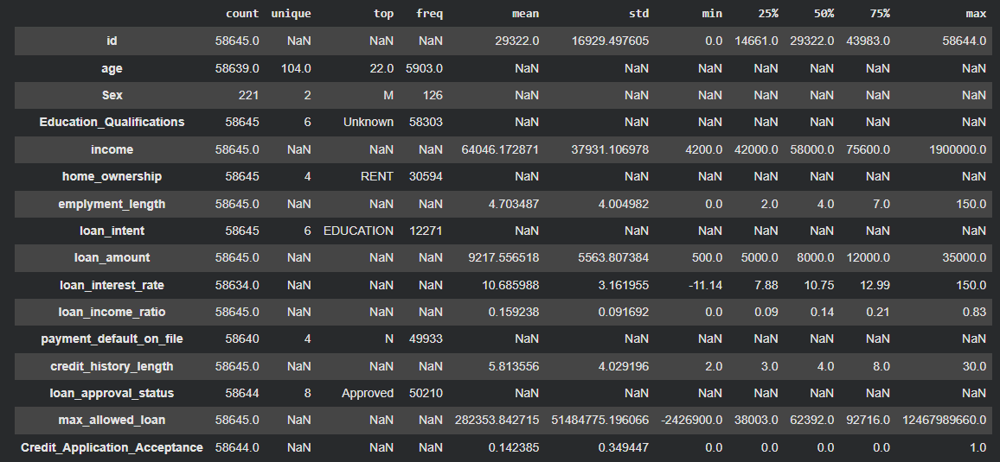 count unique top freq mean std min 25% 50% 75% max
id 58645.0 NaN NaN NaN 29322.0 16929.497605 0.0 14661.0 29322.0 43983.0 58644.0
age 58639.0 104.0 22.0 5903.0 NaN NaN NaN NaN NaN NaN NaN
Sex 221 2 M 126 NaN NaN NaN NaN NaN NaN NaN
Education_Qualifications 58645 6 Unknown 58303 NaN NaN NaN NaN NaN NaN NaN
income 58645.0 NaN NaN NaN 64046.172871 37931.106978 4200.0 42000.0 58000.0 75600.0 1900000.0
home_ownership 58645 4 RENT 30594 NaN NaN NaN NaN NaN NaN NaN
emplyment_length 58645.0 NaN NaN NaN 4.703487 4.004982 0.0 2.0 4.0 7.0 150.0
loan_intent 58645 6 EDUCATION 12271 NaN NaN NaN NaN NaN NaN NaN
loan_amount 58645.0 NaN NaN NaN 9217.556518 5563.807384 500.0 5000.0 8000.0 12000.0 35000.0
loan_interest_rate 58634.0 NaN NaN NaN 10.685988 3.161955 -11.14 7.88 10.75 12.99 150.0
loan_income_ratio 58645.0 NaN NaN NaN 0.159238 0.091692 0.0 0.09 0.14 0.21 0.83
payment_default_on_file 58640 4 N 49933 NaN NaN NaN NaN NaN NaN NaN
credit_history_length 58645.0 NaN NaN NaN 5.813556 4.029196 2.0 3.0 4.0 8.0 30.0
loan_approval_status 58644 8 Approved 50210 NaN NaN NaN NaN NaN NaN NaN
max_allowed_loan 58645.0 NaN NaN NaN 282353.842715 51484775.196066 -2426900.0 38003.0 62392.0 92716.0 12467989660.0
Credit_Application_Acceptance 58644.0 NaN NaN NaN 0.142385 0.349447 0.0 0.0 0.0 0.0 1.0